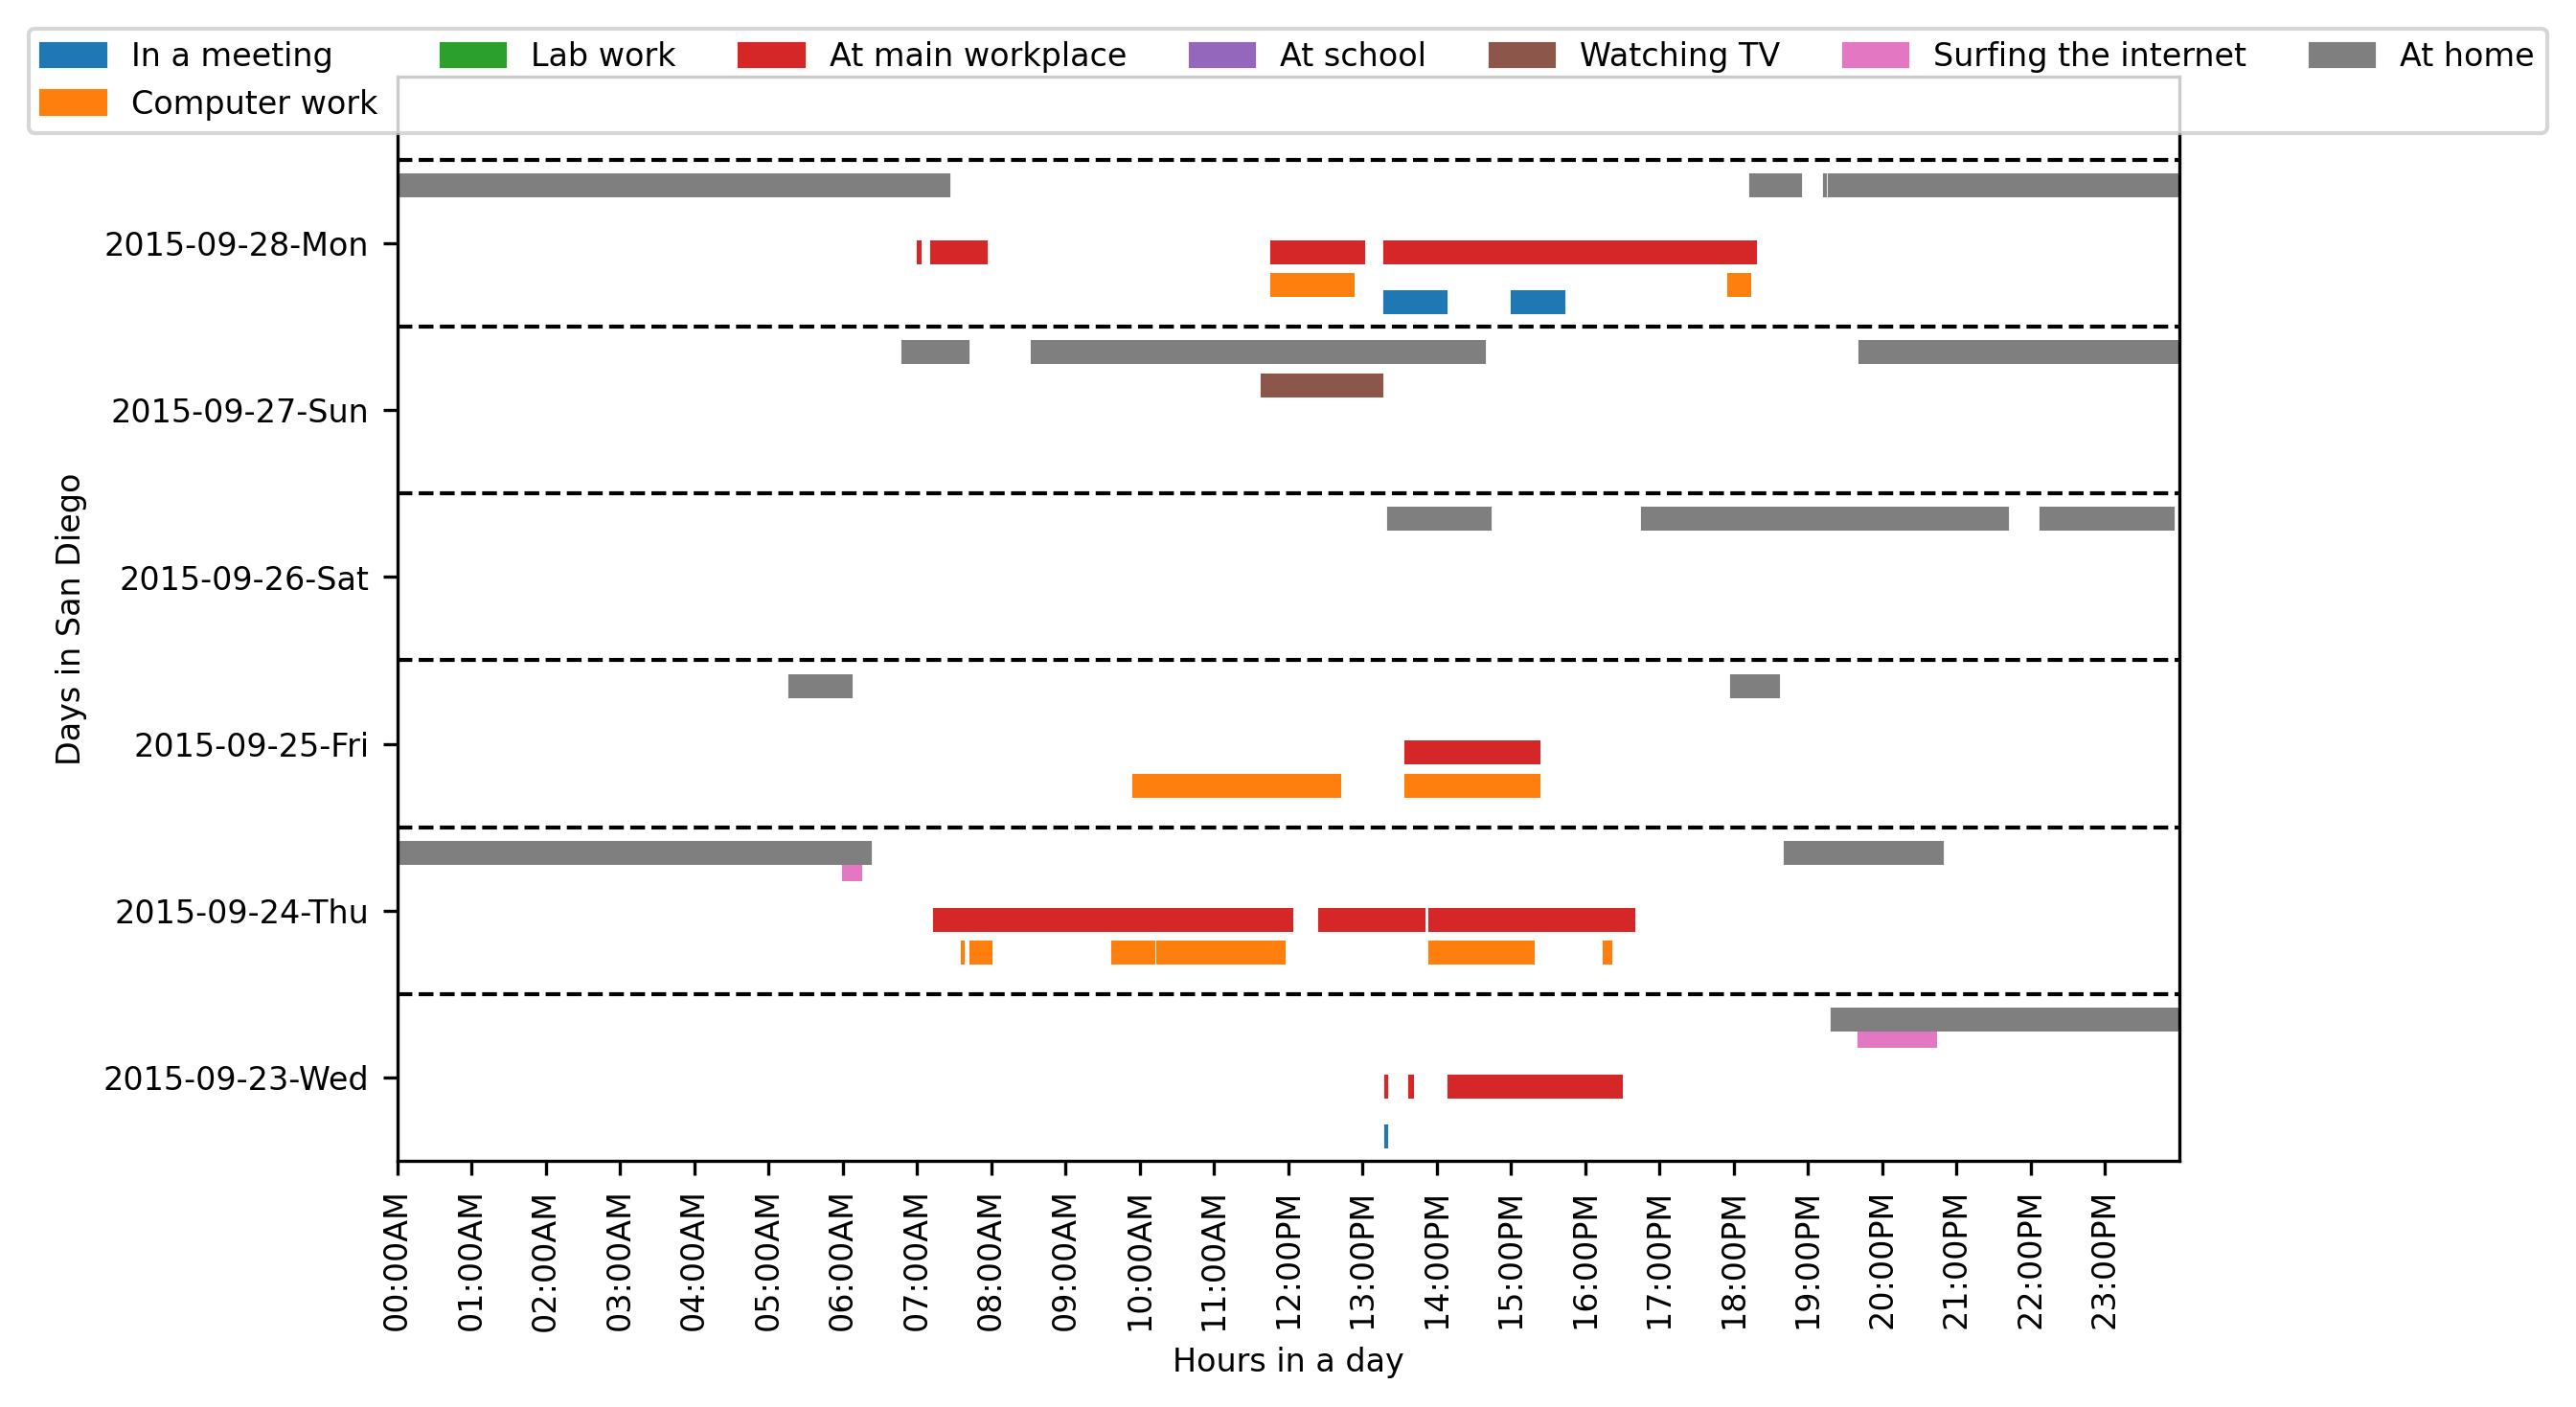 In a meeting Lab work At main workplace At school Watching TV Surfing the internet At home
Computer work
2015-09-28-Mon
2015-09-27-Sun
2015-09-26-Sat
2015-09-25-Fri
2015-09-24-Thu
2015-09-23-Wed
Days in San Diego
00:00AM 01:00AM 02:00AM 03:00AM 04:00AM 05:00AM 06:00AM 07:00AM 08:00AM 09:00AM 10:00AM 11:00AM 12:00PM 13:00PM 14:00PM 15:00PM 16:00PM 17:00PM 18:00PM 19:00PM 20:00PM 21:00PM 22:00PM 23:00PM
Hours in a day